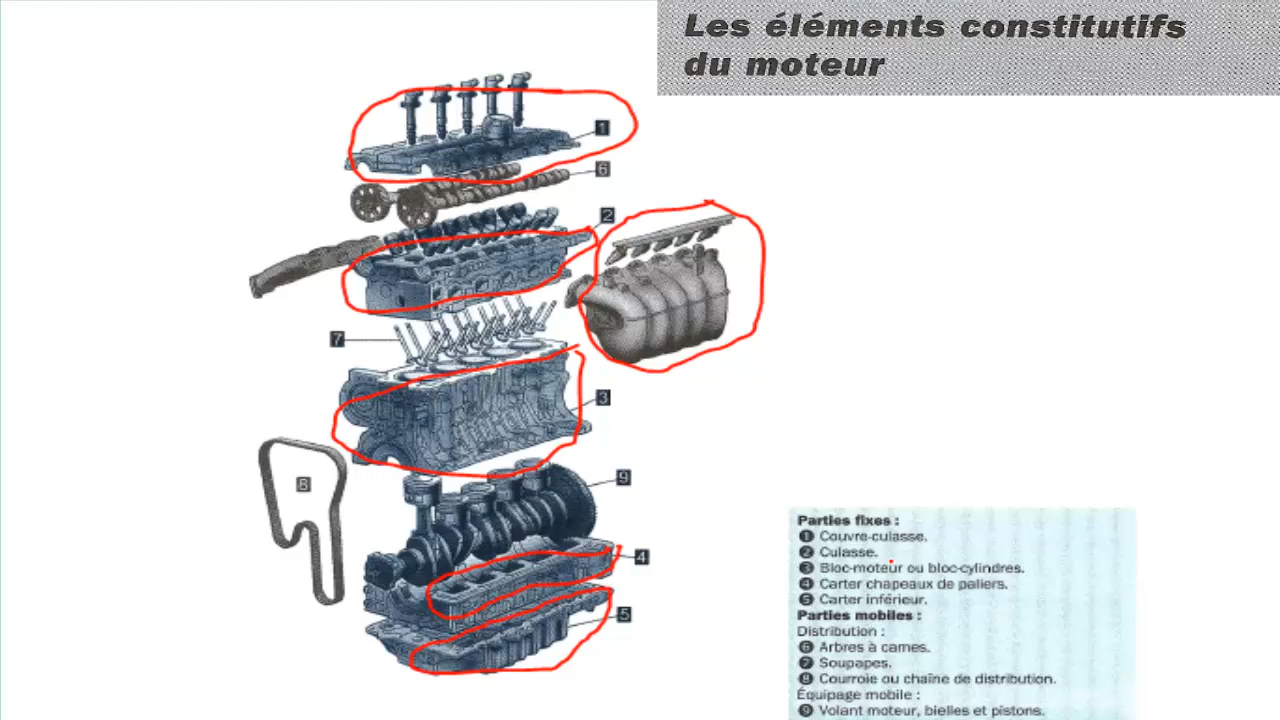 Les éléments constitutifs
du moteur
1
6
2
7
3
8
9
4
5
Parties fixes :
❶ Couvre-culasse.
❷ Culasse.
❸ Bloc-moteur ou bloc-cylindres.
❹ Carter chapeaux de paliers.
❺ Carter inférieur.
Parties mobiles :
Distribution :
❻ Arbres à cames.
❼ Soupapes.
❽ Courroie ou chaîne de distribution.
Équipage mobile :
❾ Volant moteur, bielles et pistons.